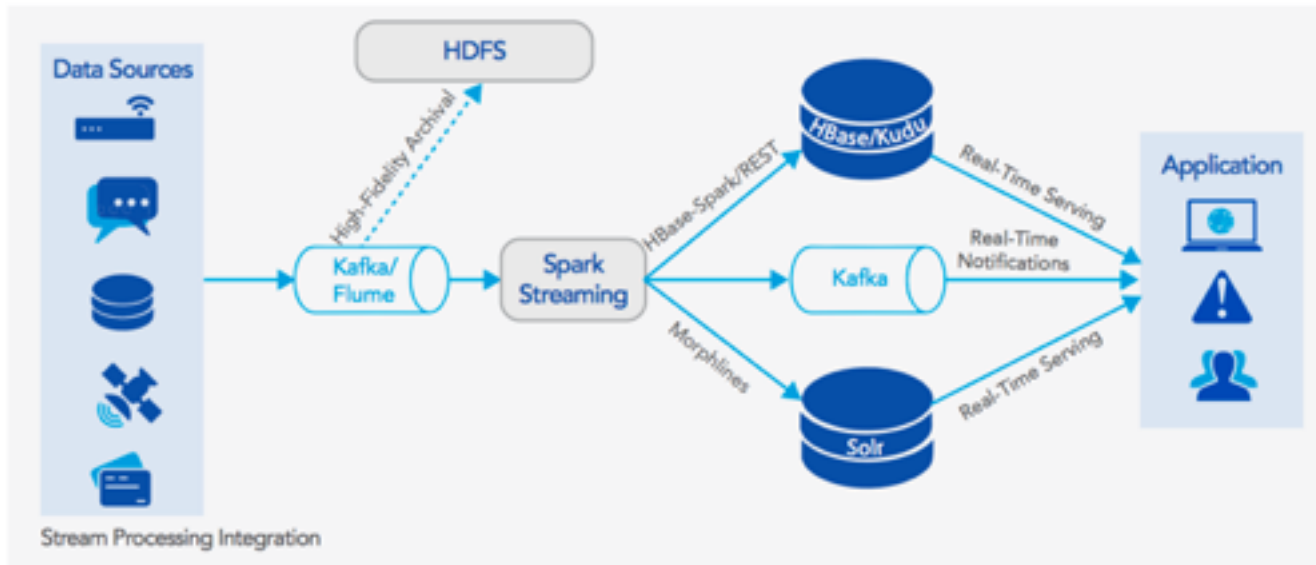 Data Sources
HDFS
High-Fidelity Archival
Kafka/
Flume
Spark
Streaming
HBase-Spark/REST
Morphlines
HBase/Kudu
Kafka
Solr
Real-Time Serving
Real-Time
Notifications
Real-Time Serving
Application
Stream Processing Integration